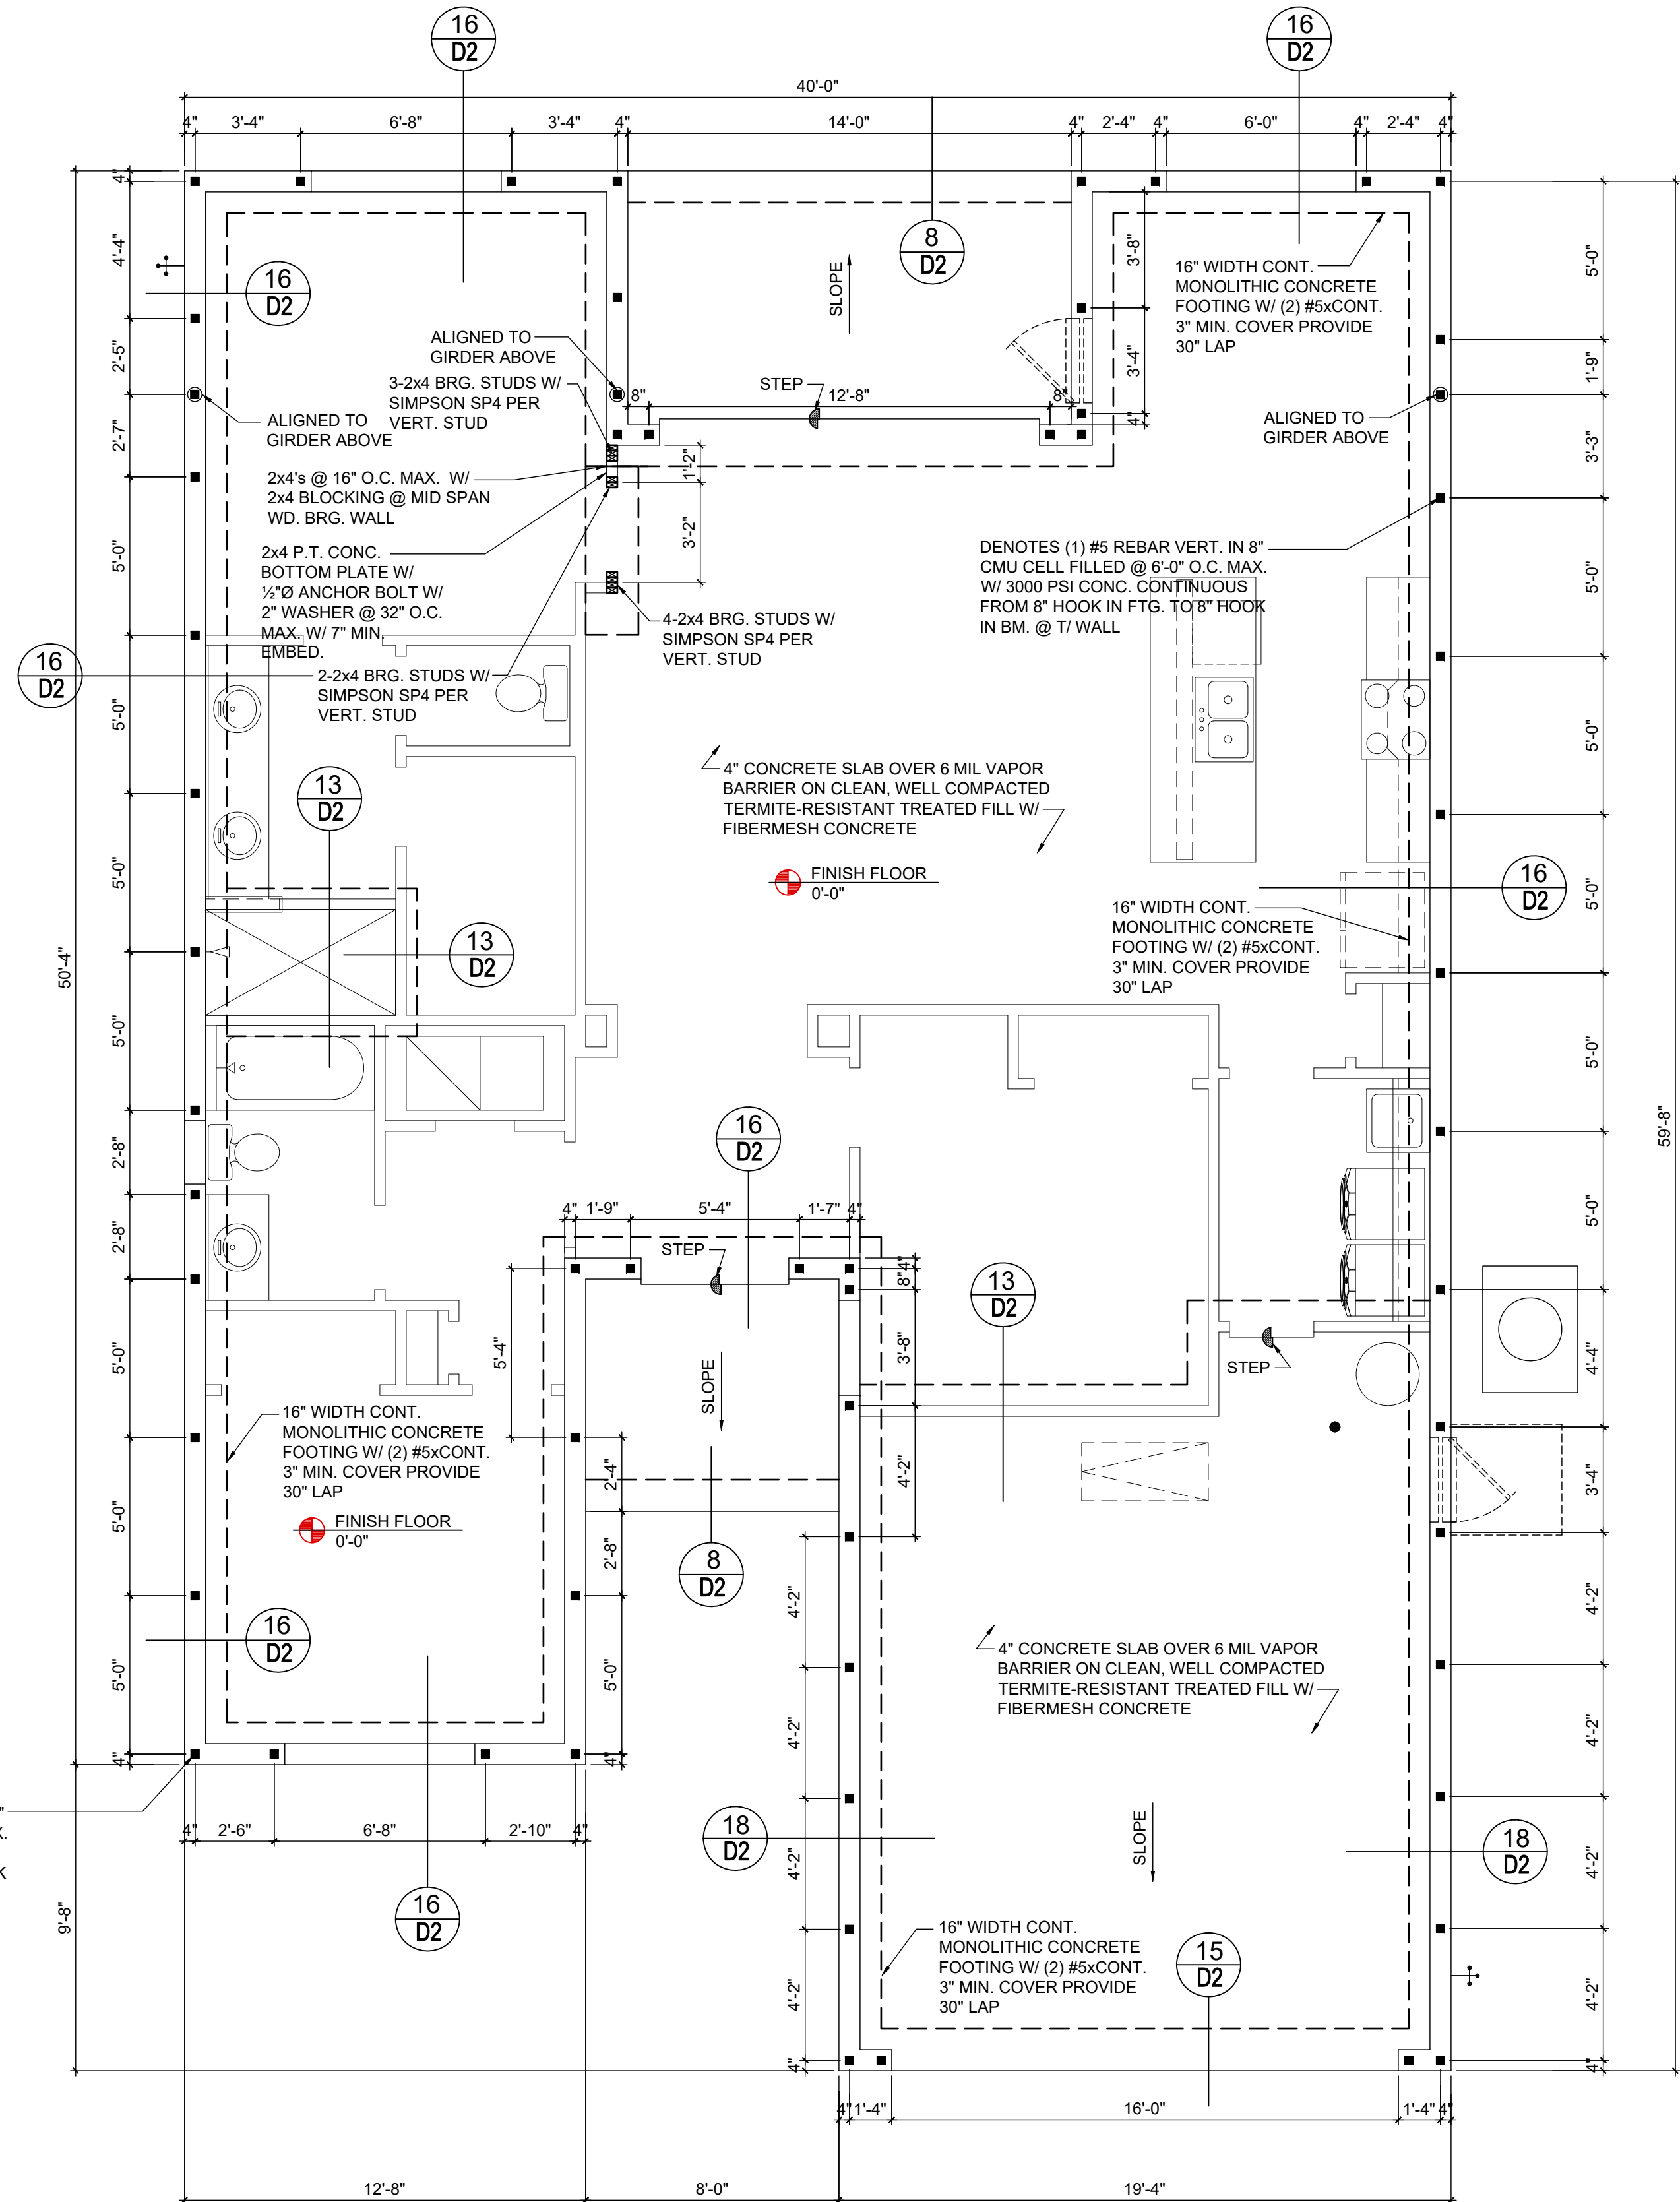 16
D2
16
D2
40'-0"
4" 3'-4" 6'-8" 3'-4" 4" 14'-0" 4" 2'-4" 4" 6'-0" 4" 2'-4" 4"
4"
4'-4"
2'-5"
2'-7"
5'-0"
5'-0"
5'-0"
5'-0"
2'-8"
2'-8"
5'-0"
5'-0"
5'-0"
4"
50'-4"
9'-8"
16
D2
8
D2
SLOPE
3'-8"
3'-4"
4"
16" WIDTH CONT.
MONOLITHIC CONCRETE
FOOTING W/ (2) #5xCONT.
3" MIN. COVER PROVIDE
30" LAP
ALIGNED TO
GIRDER ABOVE
3-2x4 BRG. STUDS W/
SIMPSON SP4 PER
VERT. STUD
STEP
8" 12'-8" 8"
ALIGNED TO
GIRDER ABOVE
ALIGNED TO
GIRDER ABOVE
2x4's @ 16" O.C. MAX. W/
2x4 BLOCKING @ MID SPAN
WD. BRG. WALL
1'-2"
3'-2"
2x4 P.T. CONC.
BOTTOM PLATE W/
½"Ø ANCHOR BOLT W/
2" WASHER @ 32" O.C.
MAX. W/ 7" MIN.
EMBED.
DENOTES (1) #5 REBAR VERT. IN 8"
CMU CELL FILLED @ 6'-0" O.C. MAX.
W/ 3000 PSI CONC. CONTINUOUS
FROM 8" HOOK IN FTG. TO 8" HOOK
IN BM. @ T/ WALL
4-2x4 BRG. STUDS W/
SIMPSON SP4 PER
VERT. STUD
16
D2
2-2x4 BRG. STUDS W/
SIMPSON SP4 PER
VERT. STUD
13
D2
4" CONCRETE SLAB OVER 6 MIL VAPOR
BARRIER ON CLEAN, WELL COMPACTED
TERMITE-RESISTANT TREATED FILL W/
FIBERMESH CONCRETE
FINISH FLOOR
0'-0"
16
D2
16" WIDTH CONT.
MONOLITHIC CONCRETE
FOOTING W/ (2) #5xCONT.
3" MIN. COVER PROVIDE
30" LAP
13
D2
16
D2
4" 1'-9" 5'-4" 1'-7" 4"
STEP
4"
8"
3'-8"
4'-2"
13
D2
5'-4"
SLOPE
STEP
16" WIDTH CONT.
MONOLITHIC CONCRETE
FOOTING W/ (2) #5xCONT.
3" MIN. COVER PROVIDE
30" LAP
FINISH FLOOR
0'-0"
2'-4"
2'-8"
5'-0"
4"
8
D2
16
D2
4" CONCRETE SLAB OVER 6 MIL VAPOR
BARRIER ON CLEAN, WELL COMPACTED
TERMITE-RESISTANT TREATED FILL W/
FIBERMESH CONCRETE
4'-2"
4'-2"
4'-2"
4'-2"
4"
5'-0"
1'-9"
3'-3"
5'-0"
5'-0"
5'-0"
5'-0"
5'-0"
4'-4"
3'-4"
4'-2"
4'-2"
4'-2"
4'-2"
4"
59'-8"
4" 2'-6" 6'-8" 2'-10" 4"
18
D2
SLOPE
18
D2
16
D2
16" WIDTH CONT.
MONOLITHIC CONCRETE
FOOTING W/ (2) #5xCONT.
3" MIN. COVER PROVIDE
30" LAP
15
D2
4" 1'-4" 16'-0" 1'-4" 4"
12'-8" 8'-0" 19'-4"